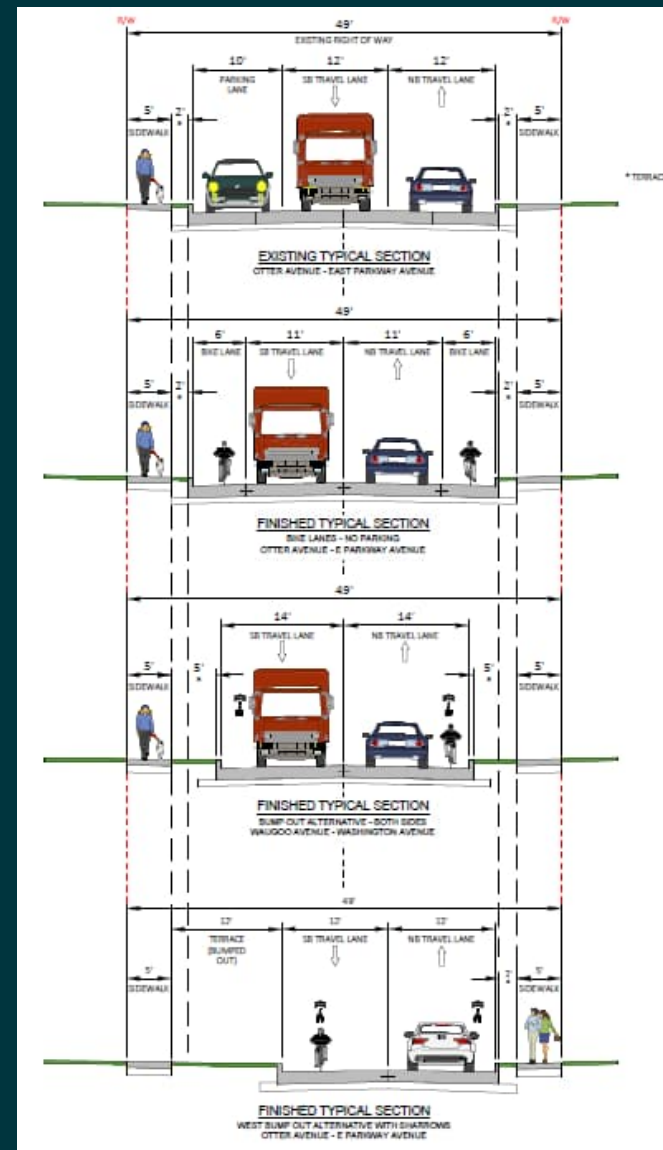 R/W
49'
R/W
EXISTING RIGHT OF WAY
10'
12'
12'
PARKING
LANE
SB TRAVEL LANE
NB TRAVEL LANE
5'
2'
*
2'
*
5'
SIDEWALK
SIDEWALK
* TERRAC
EXISTING TYPICAL SECTION
OTTER AVENUE - EAST PARKWAY AVENUE
49'
6'
11'
11'
6'
BIKE LANE
SB TRAVEL LANE
NB TRAVEL LANE
BIKE LANE
5'
2'
*
2'
*
5'
SIDEWALK
SIDEWALK
FINISHED TYPICAL SECTION
BIKE LANES - NO PARKING
OTTER AVENUE - E PARKWAY AVENUE
49'
14'
14'
SB TRAVEL LANE
NB TRAVEL LANE
5'
5'
*
5'
*
5'
SIDEWALK
SIDEWALK
FINISHED TYPICAL SECTION
BUMP OUT ALTERNATIVE - BOTH SIDES
WAUGOO AVENUE - WASHINGTON AVENUE
49'
12'
12'
12'
TERRACE
(BUMPED
OUT)
SB TRAVEL LANE
NB TRAVEL LANE
5'
2'
*
5'
SIDEWALK
SIDEWALK
FINISHED TYPICAL SECTION
WEST BUMP OUT ALTERNATIVE WITH SHARROWS
OTTER AVENUE - E PARKWAY AVENUE